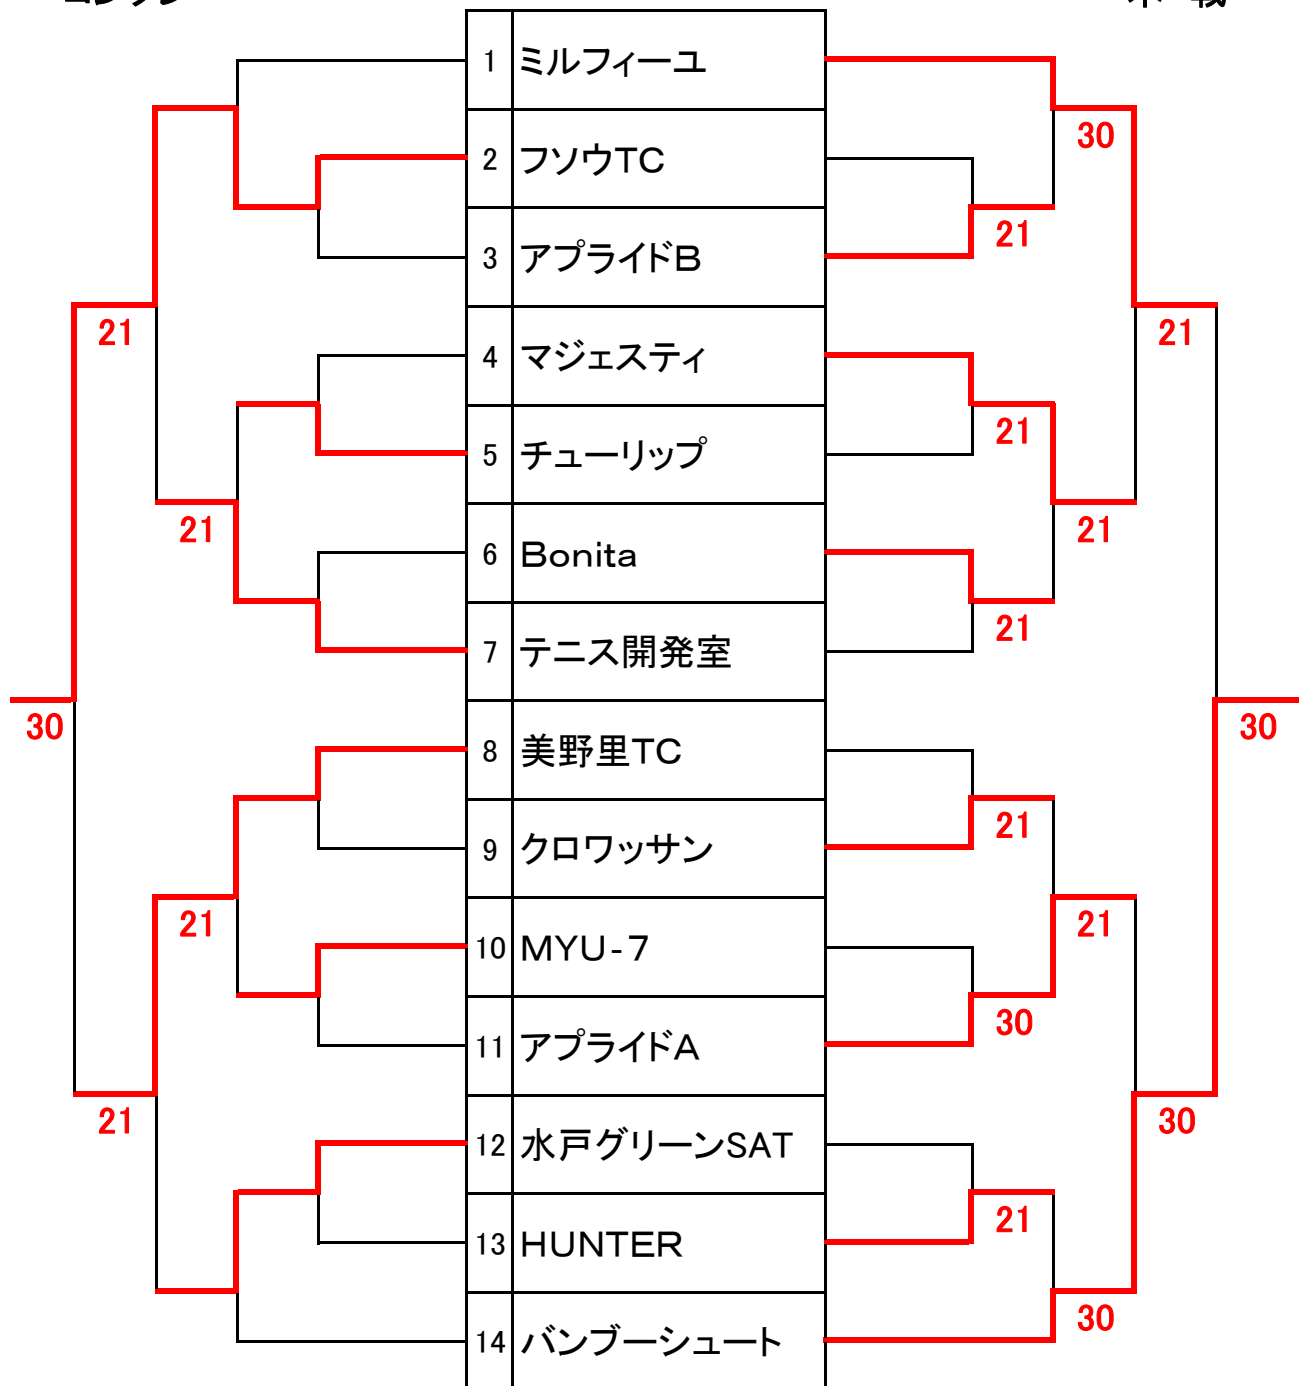 1 ミルフィーユ
30
2 フソウTC
21
3 アプライドB
21
21
4 マジェスティ
21
5 チューリップ
21
21
6 Bonita
21
7 テニス開発室
30
30
8 美野里TC
21
9 クロワッサン
21
21
10 MYU-7
30
11 アプライドA
21
30
12 水戸グリーンSAT
21
13 HUNTER
30
14 バンブーシュート